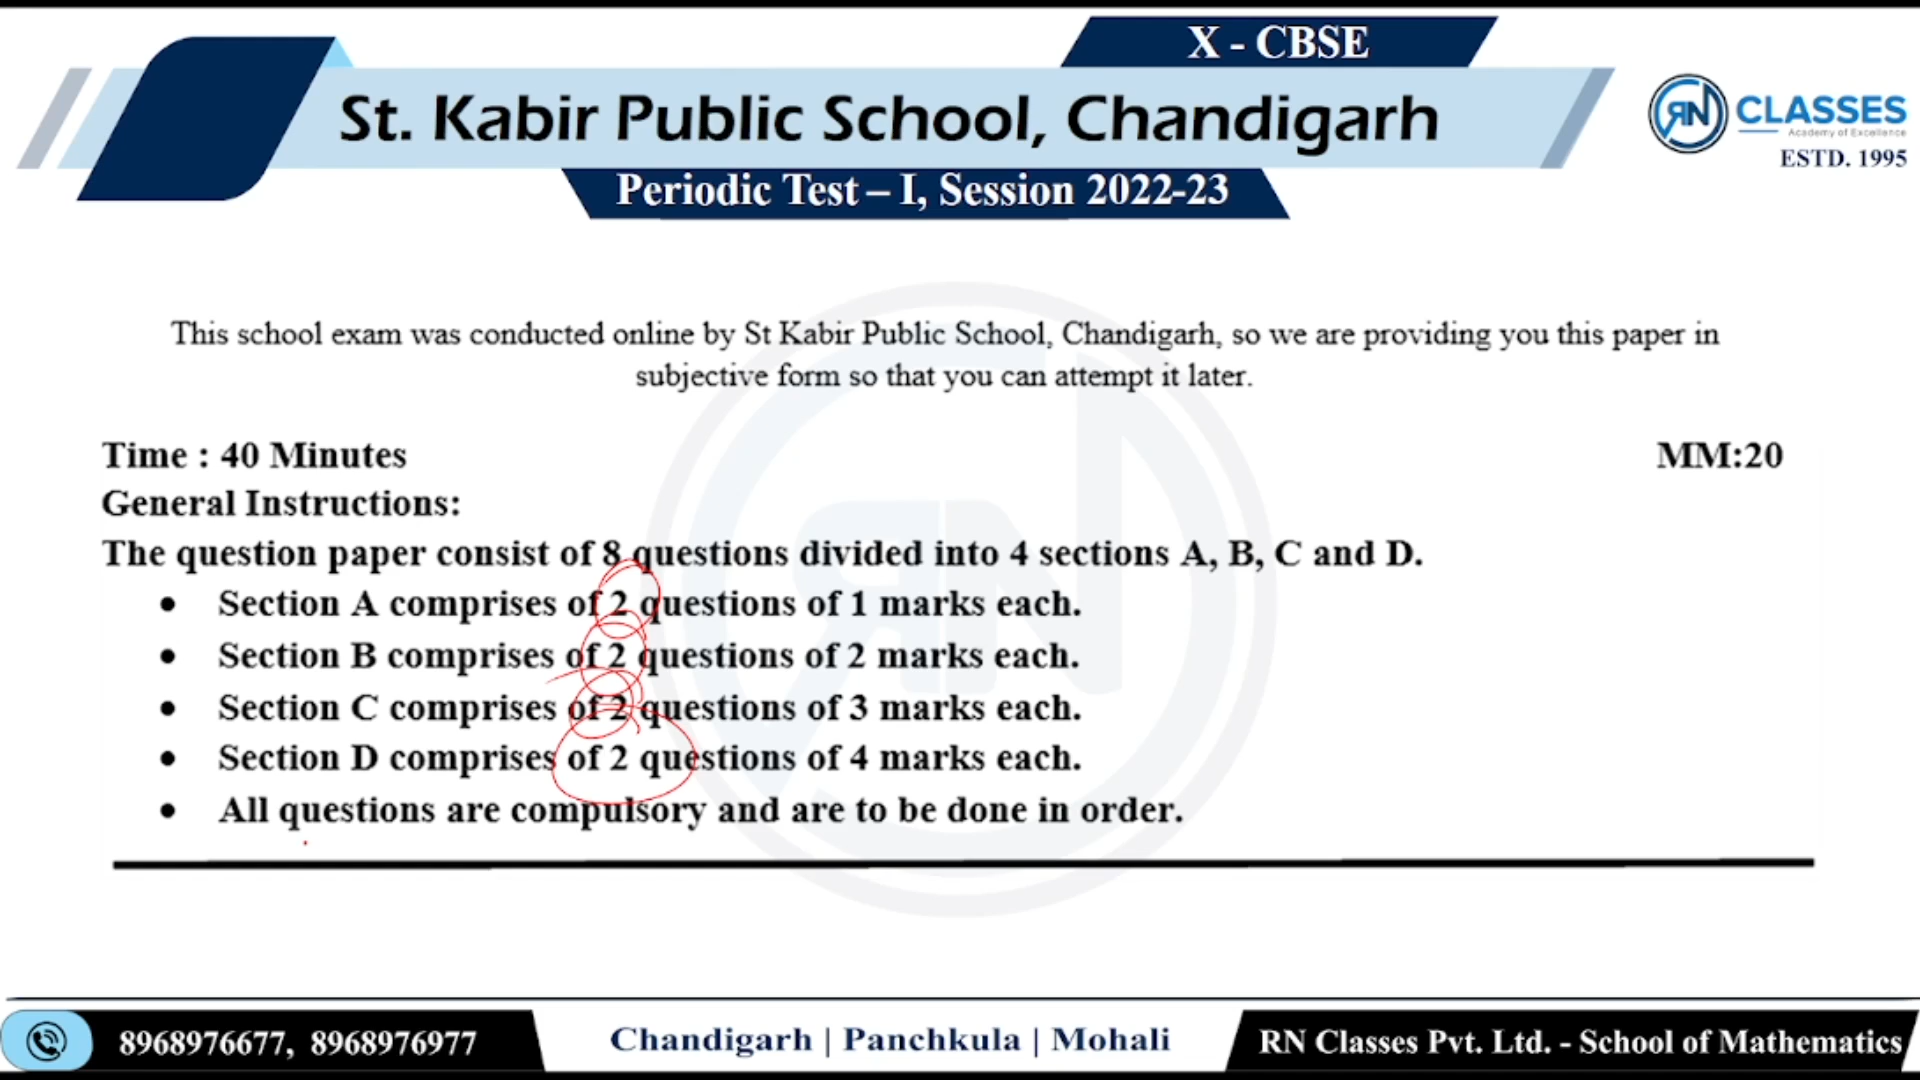 X - CBSE
St. Kabir Public School, Chandigarh
RN CLASSES
Academy of Excellence
ESTD. 1995
Periodic Test – I, Session 2022-23
This school exam was conducted online by St Kabir Public School, Chandigarh, so we are providing you this paper in
subjective form so that you can attempt it later.
Time : 40 Minutes MM:20
General Instructions:
The question paper consist of 8 questions divided into 4 sections A, B, C and D.
• Section A comprises of 2 questions of 1 marks each.
• Section B comprises of 2 questions of 2 marks each.
• Section C comprises of 2 questions of 3 marks each.
• Section D comprises of 2 questions of 4 marks each.
• All questions are compulsory and are to be done in order.
8968976677, 8968976977
Chandigarh | Panchkula | Mohali
RN Classes Pvt. Ltd. - School of Mathematics